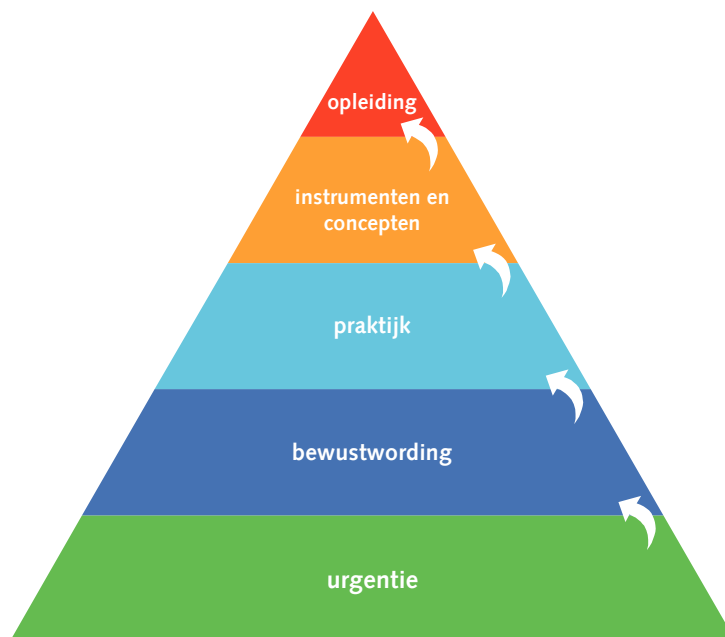 opleiding
instrumenten en
concepten
praktijk
bewustwording
urgentie